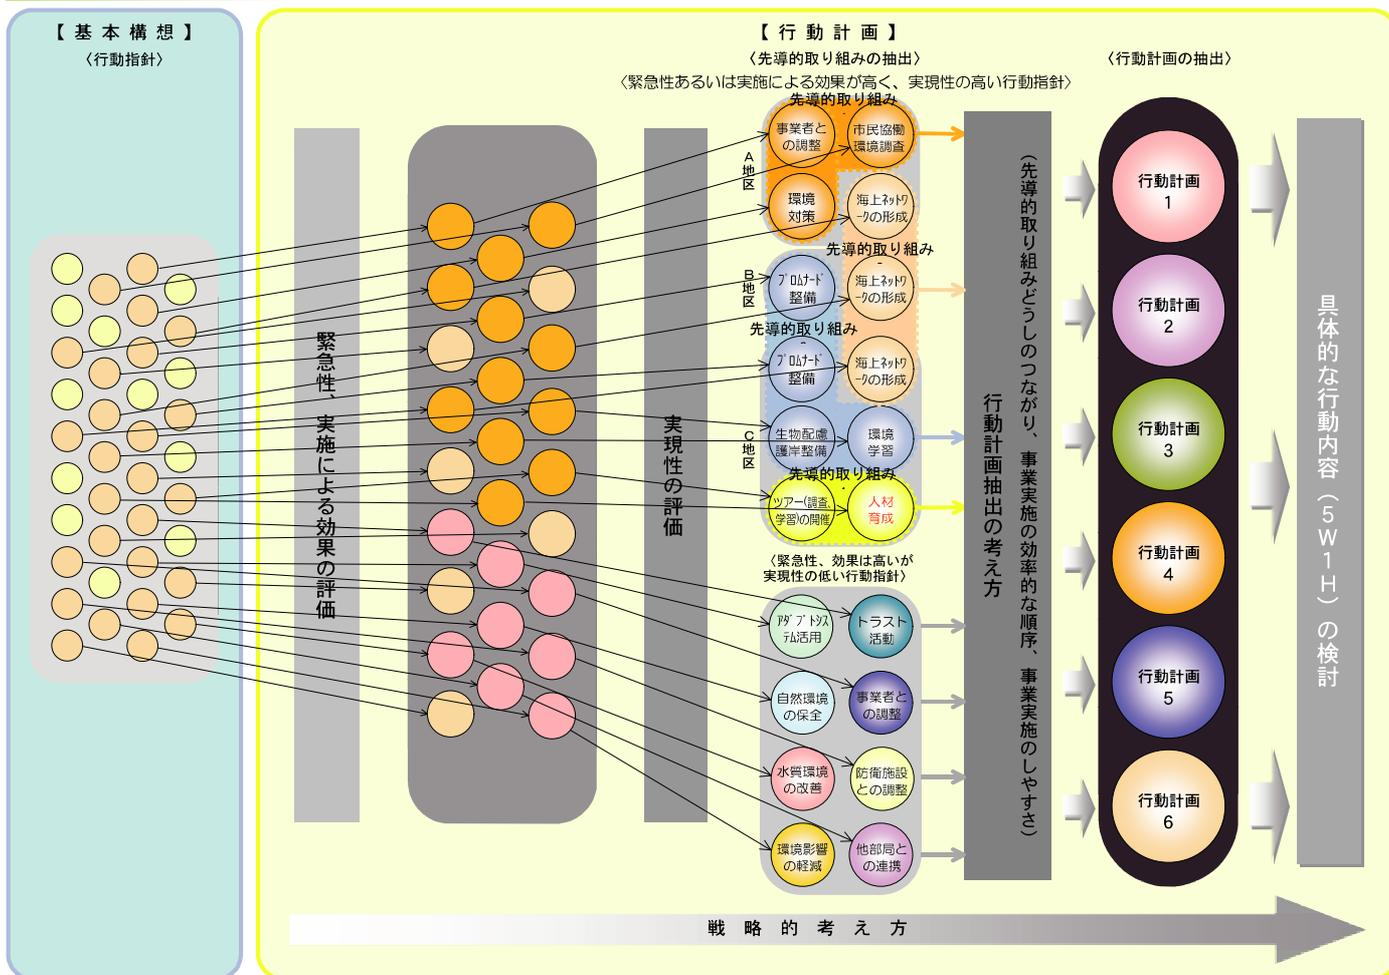 【 基 本 構 想 】
〈行動指針〉
【 行 動 計 画 】
〈先導的取り組みの抽出〉
〈緊急性あるいは実施による効果が高く、実現性の高い行動指針〉
〈行動計画の抽出〉
緊急性、実施による効果の評価
実現性の評価
先導的取り組み
A地区
事業者と
の調整
市民協働
環境調査
環境
対策
海上ネットワ
ークの形成
先導的取り組み
B地区
プロムナード
整備
海上ネットワ
ークの形成
先導的取り組み
プロムナード
整備
海上ネットワ
ークの形成
C地区
生物配慮
護岸整備
環境
学習
先導的取り組み
ツアー(調査、
学習)の開催
人材
育成
〈緊急性、効果は高いが
実現性の低い行動指針〉
アダプトシス
テム活用
トラスト
活動
自然環境
の保全
事業者と
の調整
水質環境
の改善
防衛施設
との調整
環境影響
の軽減
他部局と
の連携
行動計画抽出の考え方
（先導的取り組みどうしのつながり、事業実施の効率的な順序、事業実施のしやすさ）
行動計画
1
行動計画
2
行動計画
3
行動計画
4
行動計画
5
行動計画
6
具体的な行動内容（５Ｗ１Ｈ）の検討
戦 略 的 考 え 方